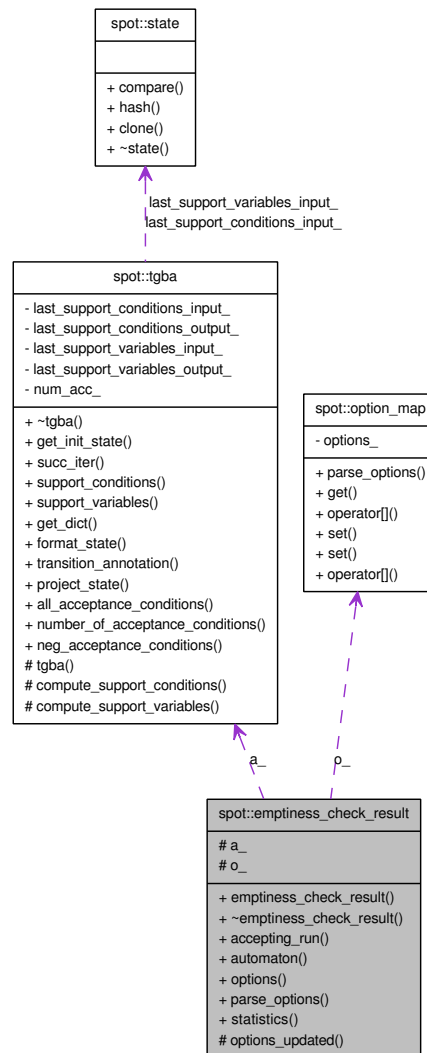 spot::state
+ compare()
+ hash()
+ clone()
+ ~state()
last_support_variables_input_
last_support_conditions_input_
spot::tgba
- last_support_conditions_input_
- last_support_conditions_output_
- last_support_variables_input_
- last_support_variables_output_
- num_acc_
+ ~tgba()
+ get_init_state()
+ succ_iter()
+ support_conditions()
+ support_variables()
+ get_dict()
+ format_state()
+ transition_annotation()
+ project_state()
+ all_acceptance_conditions()
+ number_of_acceptance_conditions()
+ neg_acceptance_conditions()
# tgba()
# compute_support_conditions()
# compute_support_variables()
spot::option_map
- options_
+ parse_options()
+ get()
+ operator[]()
+ set()
+ set()
+ operator[]()
a_
o_
spot::emptiness_check_result
# a_
# o_
+ emptiness_check_result()
+ ~emptiness_check_result()
+ accepting_run()
+ automaton()
+ options()
+ parse_options()
+ statistics()
# options_updated()